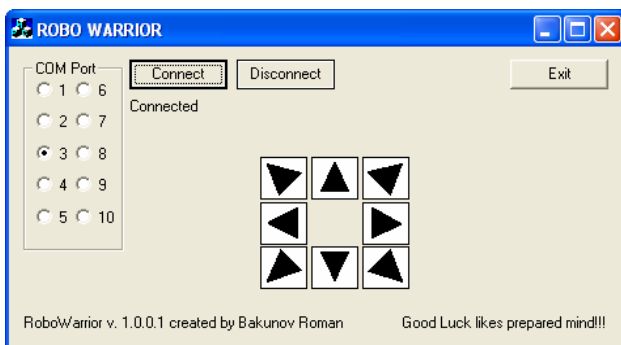 ROBO WARRIOR
COM Port
Connect
Disconnect
Exit
1 6
Connected
2 7
3 8
4 9
5 10
RoboWarrior v. 1.0.0.1 created by Bakunov Roman
Good Luck likes prepared mind!!!